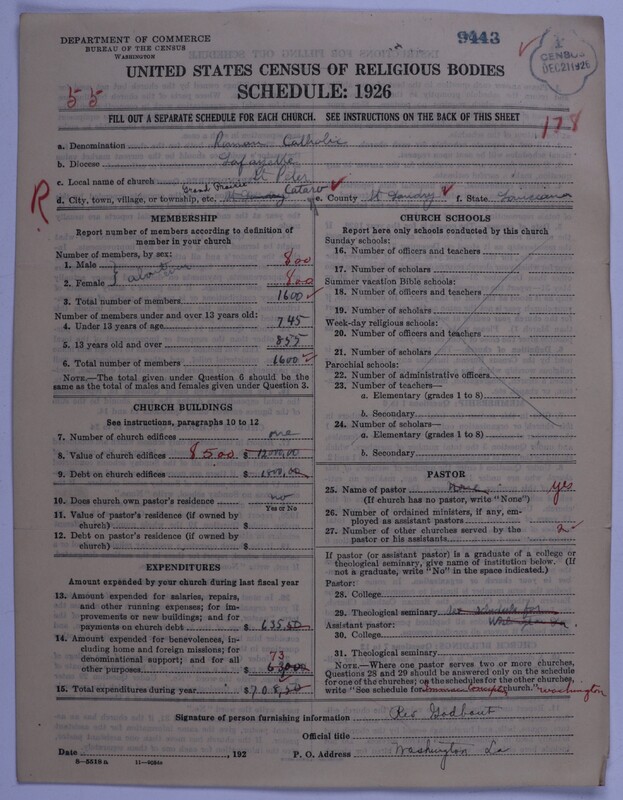 DEPARTMENT OF COMMERCE
BUREAU OF THE CENSUS
WASHINGTON
9443
CENSUS
DEC 21 1926
UNITED STATES CENSUS OF RELIGIOUS BODIES
55
SCHEDULE: 1926
FILL OUT A SEPARATE SCHEDULE FOR EACH CHURCH. SEE INSTRUCTIONS ON THE BACK OF THIS SHEET
178
a. Denomination Roman Catholic
b. Diocese Lafayette
c. Local name of church St Peter
R
d. City, town, village, or township, etc. Grand Prairie e. County St Landry f. State Louisiana
MEMBERSHIP
Report number of members according to definition of
member in your church
Number of members, by sex:
1. Male 800
2. Female 800
3. Total number of members 1600
Number of members under and over 13 years old:
4. Under 13 years of age 745
5. 13 years old and over 855
6. Total number of members 1600
NOTE.—The total given under Question 6 should be
same as the total of males and females given under Question 3.
CHURCH BUILDINGS
See instructions, paragraphs 10 to 12
7. Number of church edifices one
8. Value of church edifices 8500 $
9. Debt on church edifices $
10. Does church own pastor's residence no
Yes or No
11. Value of pastor's residence (if owned by
church) $
12. Debt on pastor's residence (if owned by
church) $
EXPENDITURES
Amount expended by your church during last fiscal year
13. Amount expended for salaries, repairs,
and other running expenses; for im-
provements or new buildings; and for
payments on church debt $ 635.50
14. Amount expended for benevolences, in-
cluding home and foreign missions; for
denominational support; and for all 73
other purposes $
15. Total expenditures during year $ 708.50
CHURCH SCHOOLS
Report here only schools conducted by this church
Sunday schools:
16. Number of officers and teachers
17. Number of scholars
Summer vacation Bible schools:
18. Number of officers and teachers
19. Number of scholars
Week-day religious schools:
20. Number of officers and teachers
21. Number of scholars
Parochial schools:
22. Number of administrative officers
23. Number of teachers—
a. Elementary (grades 1 to 8)
b. Secondary
24. Number of scholars—
a. Elementary (grades 1 to 8)
b. Secondary
PASTOR
25. Name of pastor None yes
(If church has no pastor, write "None")
26. Number of ordained ministers, if any, em-
ployed as assistant pastors
27. Number of other churches served by the
pastor or his assistants 2
If pastor (or assistant pastor) is a graduate of a college or
theological seminary, give name of institution below. (If
not a graduate, write "No" in the space indicated.)
Pastor:
28. College
29. Theological seminary See schedule for
Assistant pastor: Washington La
30. College
31. Theological seminary
NOTE.—Where one pastor serves two or more churches,
Questions 28 and 29 should be answered only on the schedule
for one of the churches; on the schedules for the other churches,
write "See schedule for church." Washington
Signature of person furnishing information Rev Godbout
Official title
Date , 192 P. O. Address Washington La
8—5519 a